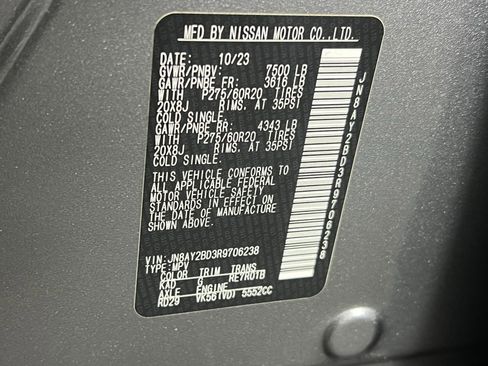 MFD BY NISSAN MOTOR CO.,LTD.
DATE: 10/23
GVWR/PNBV: 7500 LB
GAWR/PNBE FR: 3616 LB
WITH P275/60R20 TIRES
20X8J RIMS, AT 35PSI
COLD SINGLE.
GAWR/PNBE RR: 4343 LB
WITH P275/60R20 TIRES
20X8J RIMS, AT 35PSI
COLD SINGLE.
THIS VEHICLE CONFORMS TO
ALL APPLICABLE FEDERAL
MOTOR VEHICLE SAFETY
STANDARDS IN EFFECT ON
THE DATE OF MANUFACTURE
SHOWN ABOVE.
VIN: JN8AY2BD3R9706238
TYPE: MPV
COLOR TRIM TRANS
KAD G RE7R01B
AXLE ENGINE
RD29 VK56(VD) 5552CC
JN8AY2BD3R9706238